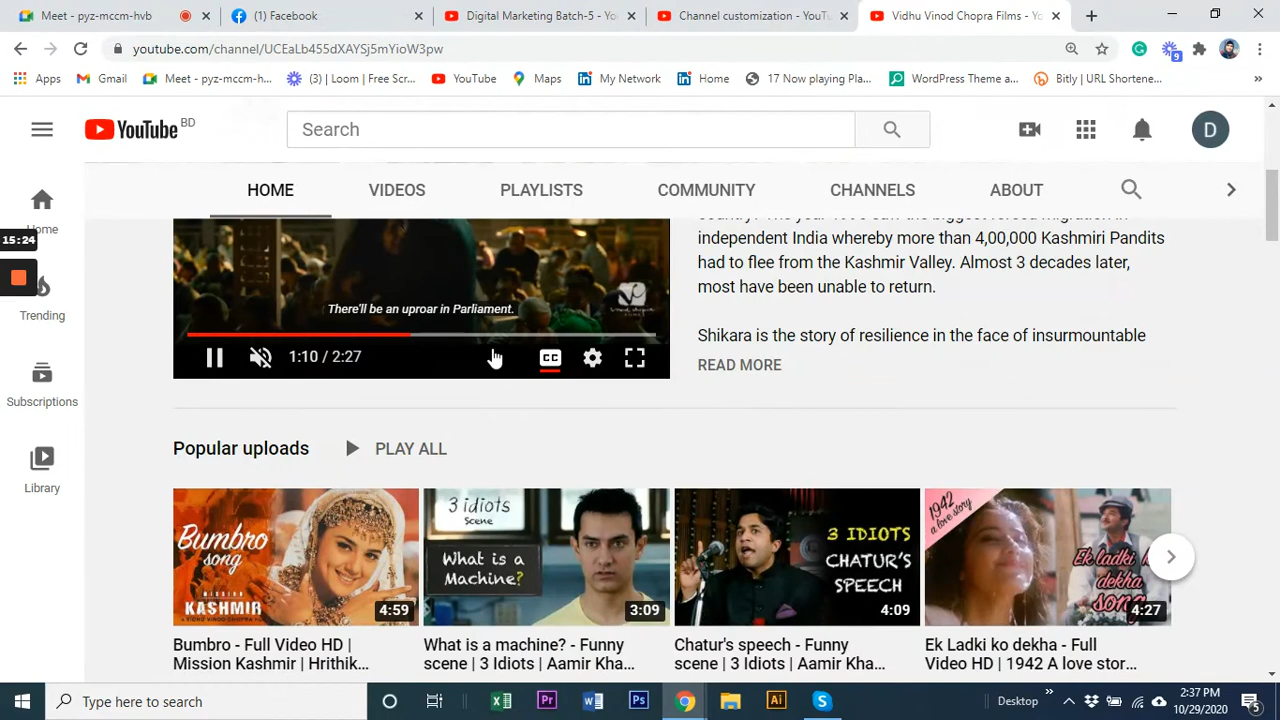 Meet - pyz-mccm-hvb
(1) Facebook
Digital Marketing Batch-5 - You
Channel customization - YouTu
Vidhu Vinod Chopra Films - You
youtube.com/channel/UCEaLb455dXAYSj5mYioW3pw
9
Apps
Gmail
Meet - pyz-mccm-h...
(3) | Loom | Free Scr...
YouTube
Maps
My Network
Home
17 Now playing Pla...
WordPress Theme a...
Bitly | URL Shortene...
YouTube BD
Search
D
HOME
VIDEOS
PLAYLISTS
COMMUNITY
CHANNELS
ABOUT
Home
15:24
Trending
Subscriptions
Library
independent India whereby more than 4,00,000 Kashmiri Pandits
had to flee from the Kashmir Valley. Almost 3 decades later,
most have been unable to return.
Shikara is the story of resilience in the face of insurmountable
READ MORE
There'll be an uproar in Parliament.
1:10 / 2:27
CC
Popular uploads
PLAY ALL
Bumbro
song
MISSION
KASHMIR
4:59
3 idiots
Scene
What is a
Machine?
3:09
3 IDIOTS
CHATUR'S
SPEECH
4:09
1942
a love story
Ek ladki ko
dekha
song
4:27
Bumbro - Full Video HD |
Mission Kashmir | Hrithik...
What is a machine? - Funny
scene | 3 Idiots | Aamir Kha...
Chatur's speech - Funny
scene | 3 Idiots | Aamir Kha...
Ek Ladki ko dekha - Full
Video HD | 1942 A love stor...
Type here to search
Desktop
2:37 PM
10/29/2020
5